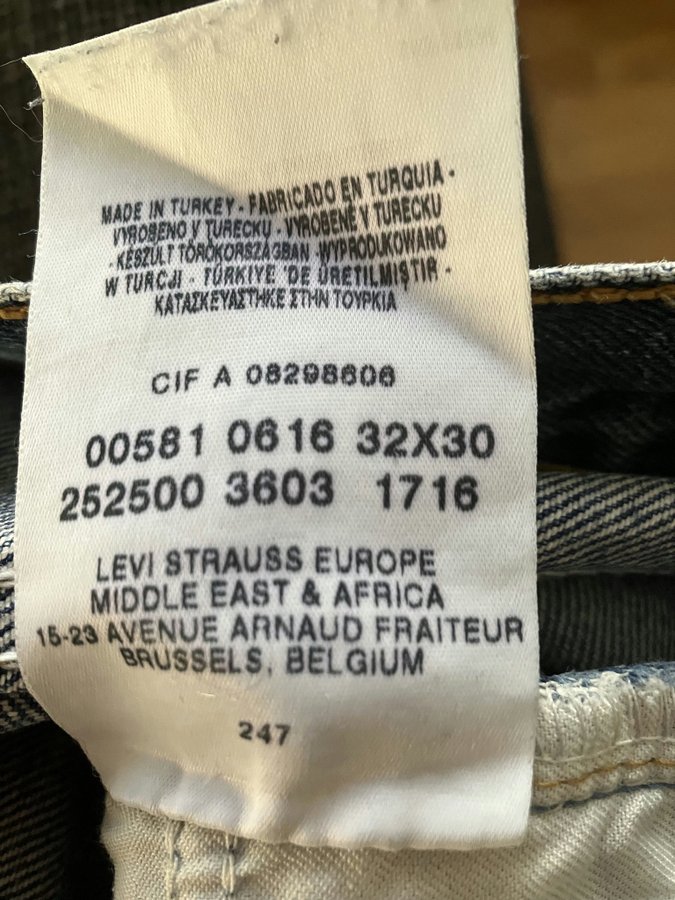 MADE IN TURKEY - FABRICADO EN TURQUIA -
VYROBENO V TURECKU - VYROBENÉ V TURECKU
- KÉSZÜLT TÖRÖKORSZÁGBAN WYPRODUKOWANO
W TURCJI - TÜRKİYE 'DE ÜRETİLMİŞTİR -
ΚΑΤΑΣΚΕΥΑΣΤΗΚΕ ΣΤΗΝ ΤΟΥΡΚΙΑ
CIF A 08298606
00581 0616 32X30
252500 3603 1716
LEVI STRAUSS EUROPE
MIDDLE EAST & AFRICA
15-23 AVENUE ARNAUD FRAITEUR
BRUSSELS, BELGIUM
247